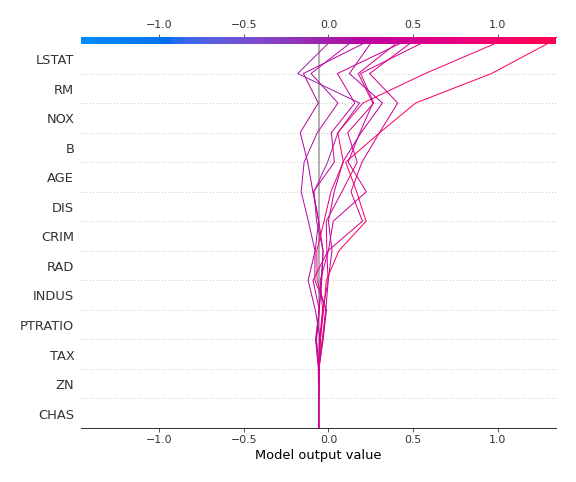 −1.0 −0.5 0.0 0.5 1.0
LSTAT
RM
NOX
B
AGE
DIS
CRIM
RAD
INDUS
PTRATIO
TAX
ZN
CHAS
−1.0 −0.5 0.0 0.5 1.0
Model output value